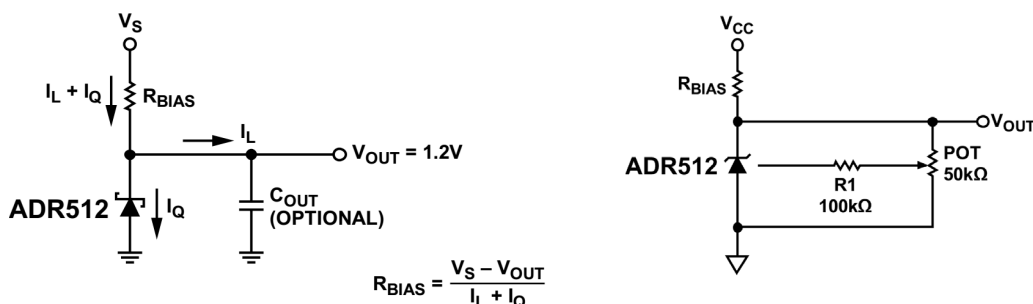 VS
IL + IQ
RBIAS
IL
VOUT = 1.2V
ADR512
IQ
COUT
(OPTIONAL)
RBIAS = VS – VOUT
IL + IQ
VCC
RBIAS
VOUT
ADR512
R1
100kΩ
POT
50kΩ